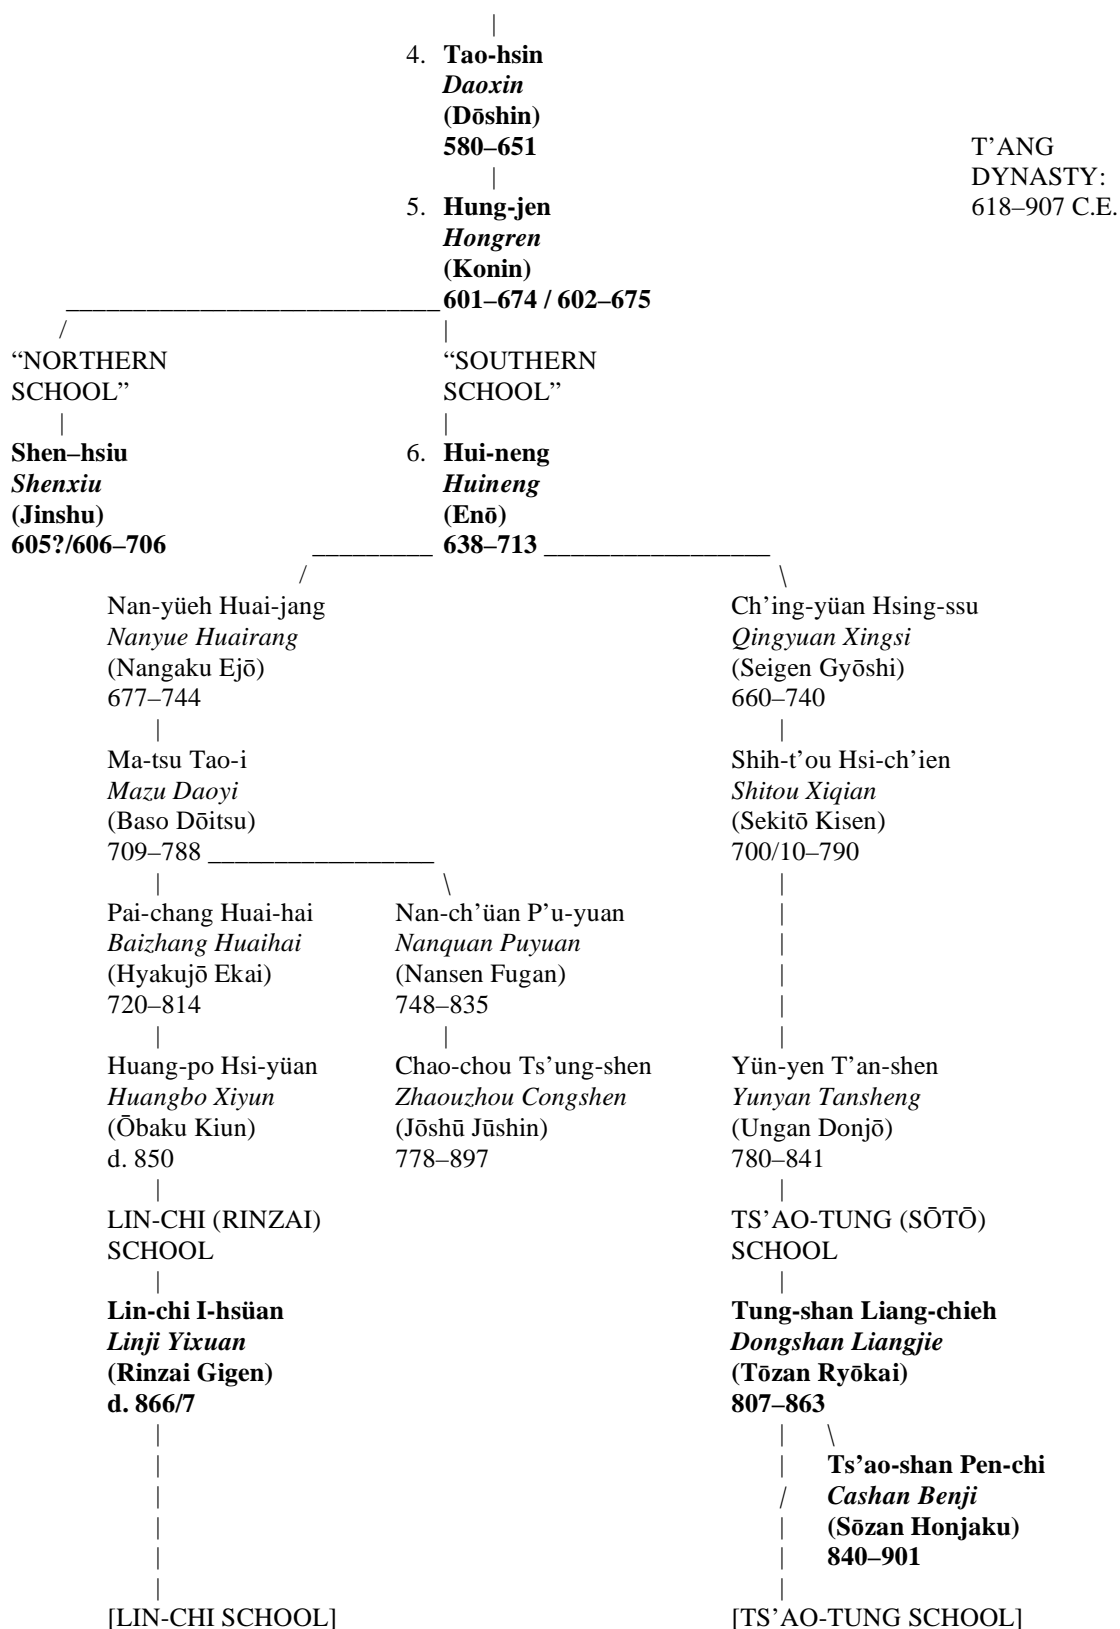 4. Tao-hsin
Daoxin
(Dōshin)
580–651
T’ANG
DYNASTY:
618–907 C.E.
5. Hung-jen
Hongren
(Konin)
601–674 / 602–675
“NORTHERN
SCHOOL”
“SOUTHERN
SCHOOL”
Shen–hsiu
Shenxiu
(Jinshu)
605?/606–706
6. Hui-neng
Huineng
(Enō)
638–713
Nan-yüeh Huai-jang
Nanyue Huairang
(Nangaku Ejō)
677–744
Ch’ing-yüan Hsing-ssu
Qingyuan Xingsi
(Seigen Gyōshi)
660–740
Ma-tsu Tao-i
Mazu Daoyi
(Baso Dōitsu)
709–788
Shih-t’ou Hsi-ch’ien
Shitou Xiqian
(Sekitō Kisen)
700/10–790
Pai-chang Huai-hai
Baizhang Huaihai
(Hyakujō Ekai)
720–814
Nan-ch’üan P’u-yuan
Nanquan Puyuan
(Nansen Fugan)
748–835
Huang-po Hsi-yüan
Huangbo Xiyun
(Ōbaku Kiun)
d. 850
Chao-chou Ts’ung-shen
Zhaouzhou Congshen
(Jōshū Jūshin)
778–897
Yün-yen T’an-shen
Yunyan Tansheng
(Ungan Donjō)
780–841
LIN-CHI (RINZAI)
SCHOOL
TS’AO-TUNG (SŌTŌ)
SCHOOL
Lin-chi I-hsüan
Linji Yixuan
(Rinzai Gigen)
d. 866/7
Tung-shan Liang-chieh
Dongshan Liangjie
(Tōzan Ryōkai)
807–863
Ts’ao-shan Pen-chi
Cashan Benji
(Sōzan Honjaku)
840–901
[LIN-CHI SCHOOL]
[TS’AO-TUNG SCHOOL]